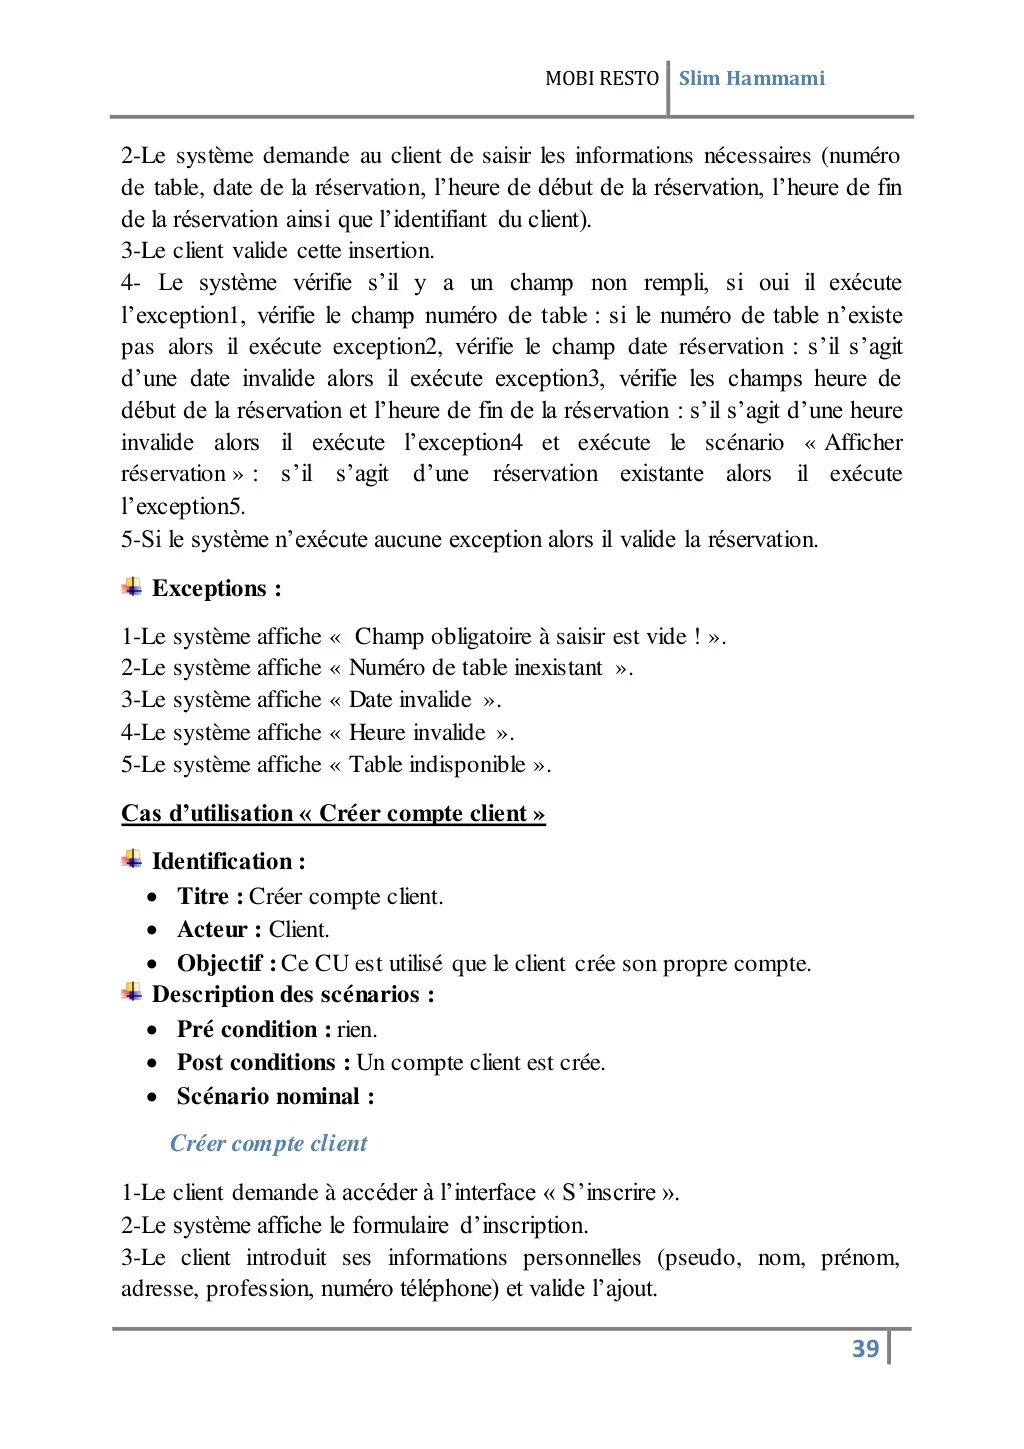 MOBI RESTO Slim Hammami
2-Le système demande au client de saisir les informations nécessaires (numéro
de table, date de la réservation, l’heure de début de la réservation, l’heure de fin
de la réservation ainsi que l’identifiant du client).
3-Le client valide cette insertion.
4- Le système vérifie s’il y a un champ non rempli, si oui il exécute
l’exception1, vérifie le champ numéro de table : si le numéro de table n’existe
pas alors il exécute exception2, vérifie le champ date réservation : s’il s’agit
d’une date invalide alors il exécute exception3, vérifie les champs heure de
début de la réservation et l’heure de fin de la réservation : s’il s’agit d’une heure
invalide alors il exécute l’exception4 et exécute le scénario « Afficher
réservation » : s’il s’agit d’une réservation existante alors il exécute
l’exception5.
5-Si le système n’exécute aucune exception alors il valide la réservation.
Exceptions :
1-Le système affiche « Champ obligatoire à saisir est vide ! ».
2-Le système affiche « Numéro de table inexistant ».
3-Le système affiche « Date invalide ».
4-Le système affiche « Heure invalide ».
5-Le système affiche « Table indisponible ».
Cas d’utilisation « Créer compte client »
Identification :
• Titre : Créer compte client.
• Acteur : Client.
• Objectif : Ce CU est utilisé que le client crée son propre compte.
Description des scénarios :
• Pré condition : rien.
• Post conditions : Un compte client est crée.
• Scénario nominal :
Créer compte client
1-Le client demande à accéder à l’interface « S’inscrire ».
2-Le système affiche le formulaire d’inscription.
3-Le client introduit ses informations personnelles (pseudo, nom, prénom,
adresse, profession, numéro téléphone) et valide l’ajout.
39